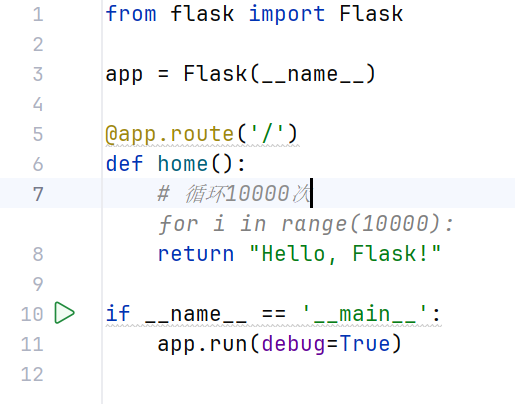 1 from flask import Flask
2
3 app = Flask(__name__)
4
5 @app.route('/')
6 def home():
7 # 循环10000次
for i in range(10000):
8 return "Hello, Flask!"
9
10 if __name__ == '__main__':
11 app.run(debug=True)
12